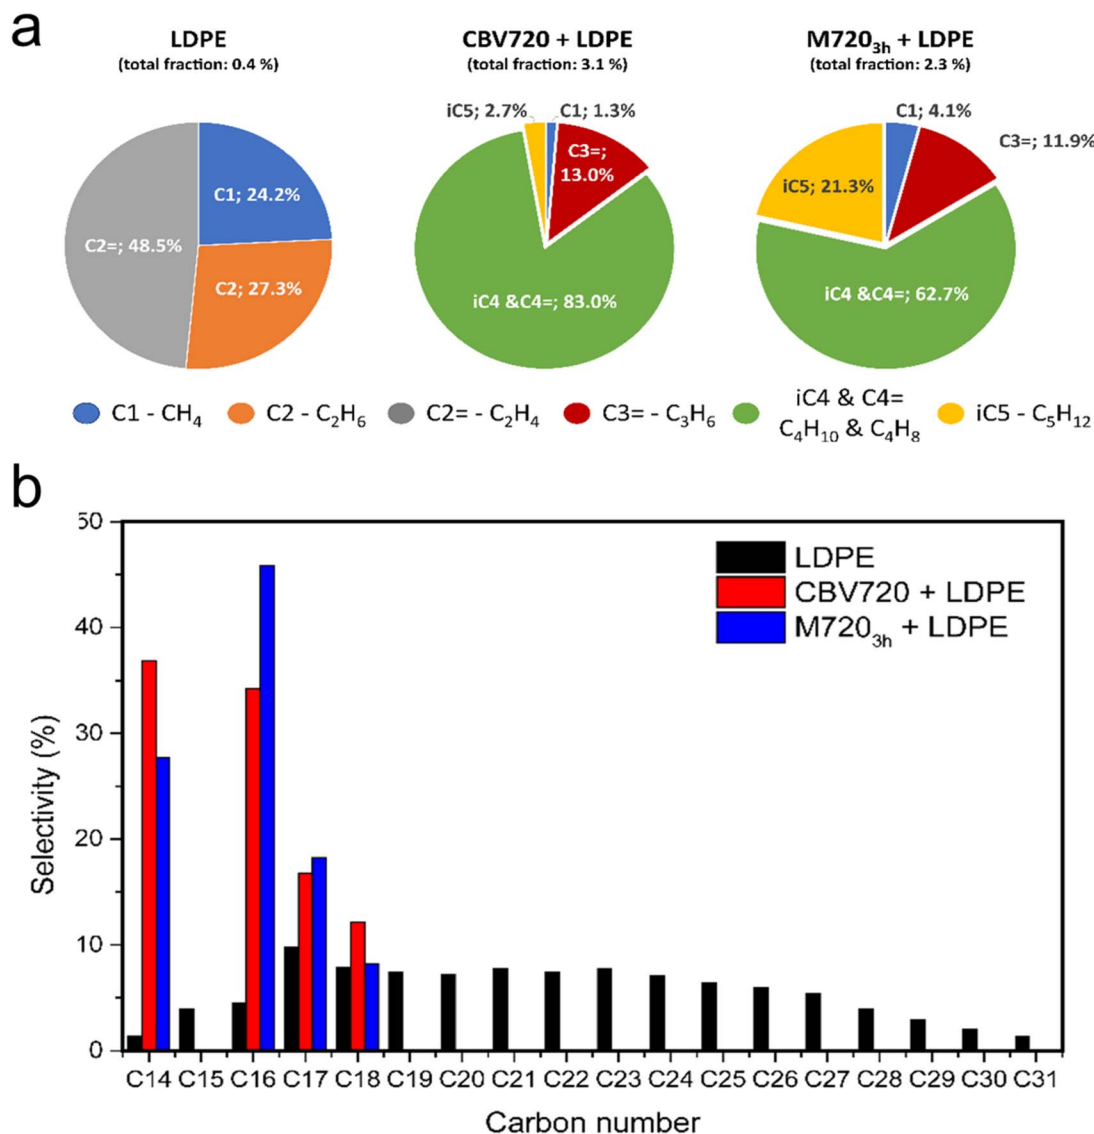 a
LDPE
(total fraction: 0.4 %)
CBV720 + LDPE
(total fraction: 3.1 %)
M720₃ₕ + LDPE
(total fraction: 2.3 %)
C1; 24.2%
C2=; 48.5%
C2; 27.3%
iC5; 2.7%
C1; 1.3%
C3=;
13.0%
iC4 &C4=; 83.0%
C1; 4.1%
C3=; 11.9%
iC5; 21.3%
iC4 &C4=; 62.7%
C1 - CH₄
C2 - C₂H₆
C2= - C₂H₄
C3= - C₃H₆
iC4 & C4=
C₄H₁₀ & C₄H₈
iC5 - C₅H₁₂
b
50
40
30
20
10
0
Selectivity (%)
LDPE
CBV720 + LDPE
M720₃ₕ + LDPE
C14 C15 C16 C17 C18 C19 C20 C21 C22 C23 C24 C25 C26 C27 C28 C29 C30 C31
Carbon number